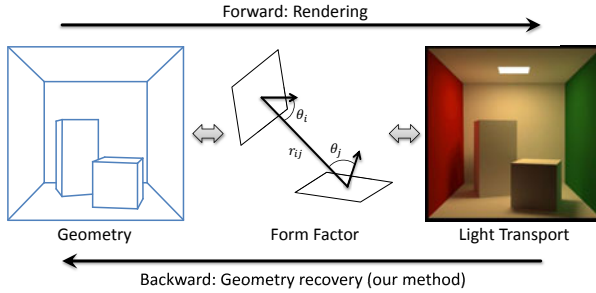 Forward: Rendering
θi
θj
rij
Geometry
Form Factor
Light Transport
Backward: Geometry recovery (our method)